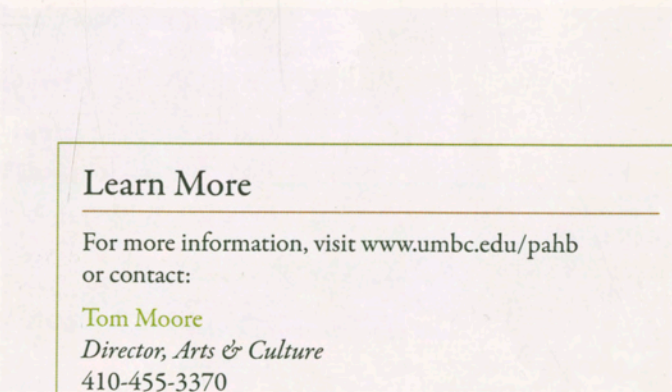 Learn More
For more information, visit www.umbc.edu/pahb
or contact:
Tom Moore
Director, Arts & Culture
410-455-3370